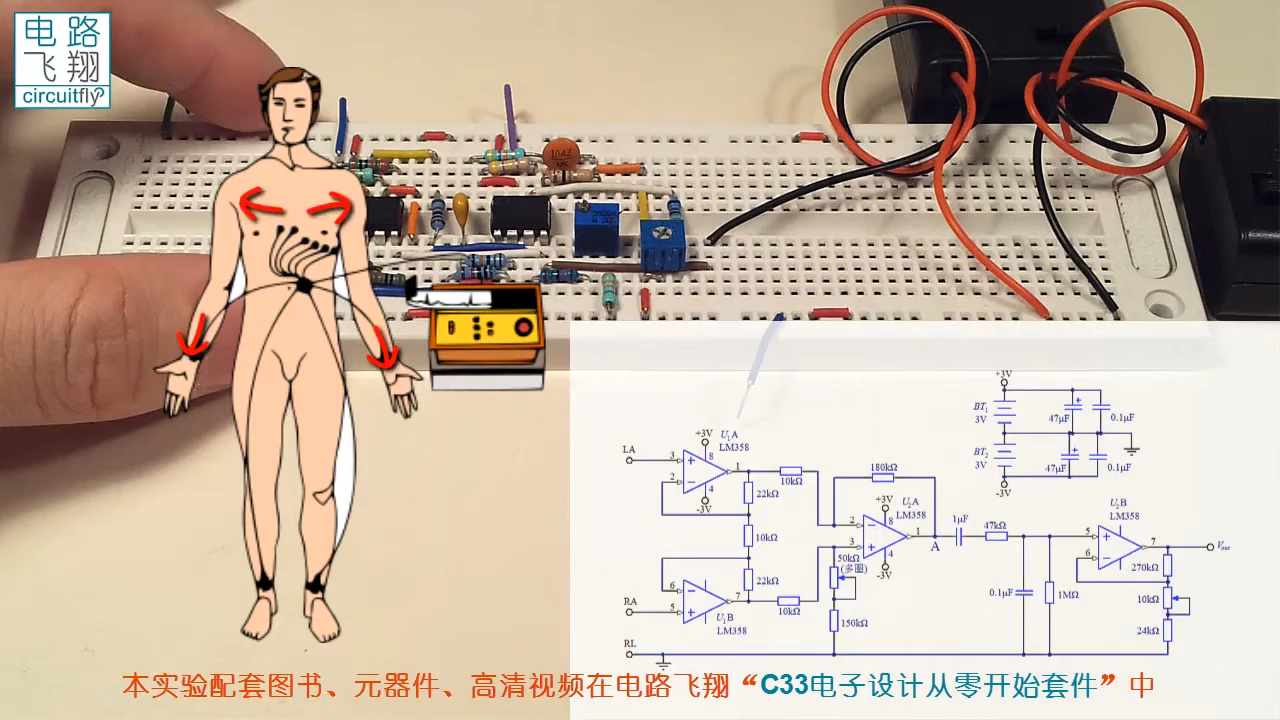 电路
飞翔
circuitfly
104Z
+3V
BT₁
3V
47μF
+
0.1μF
BT₂
3V
47μF
+
0.1μF
-3V
+3V
U₁A
LM358
LA
3
8
1
2
4
-3V
10kΩ
22kΩ
10kΩ
22kΩ
10kΩ
6
7
RA
5
U₁B
LM358
RL
180kΩ
+3V
U₂A
LM358
2
8
1
3
4
-3V
A
50kΩ
(多圈)
150kΩ
1μF
47kΩ
0.1μF
1MΩ
U₂B
LM358
5
7
6
Vout
270kΩ
10kΩ
24kΩ
本实验配套图书、元器件、高清视频在电路飞翔“C33电子设计从零开始套件”中